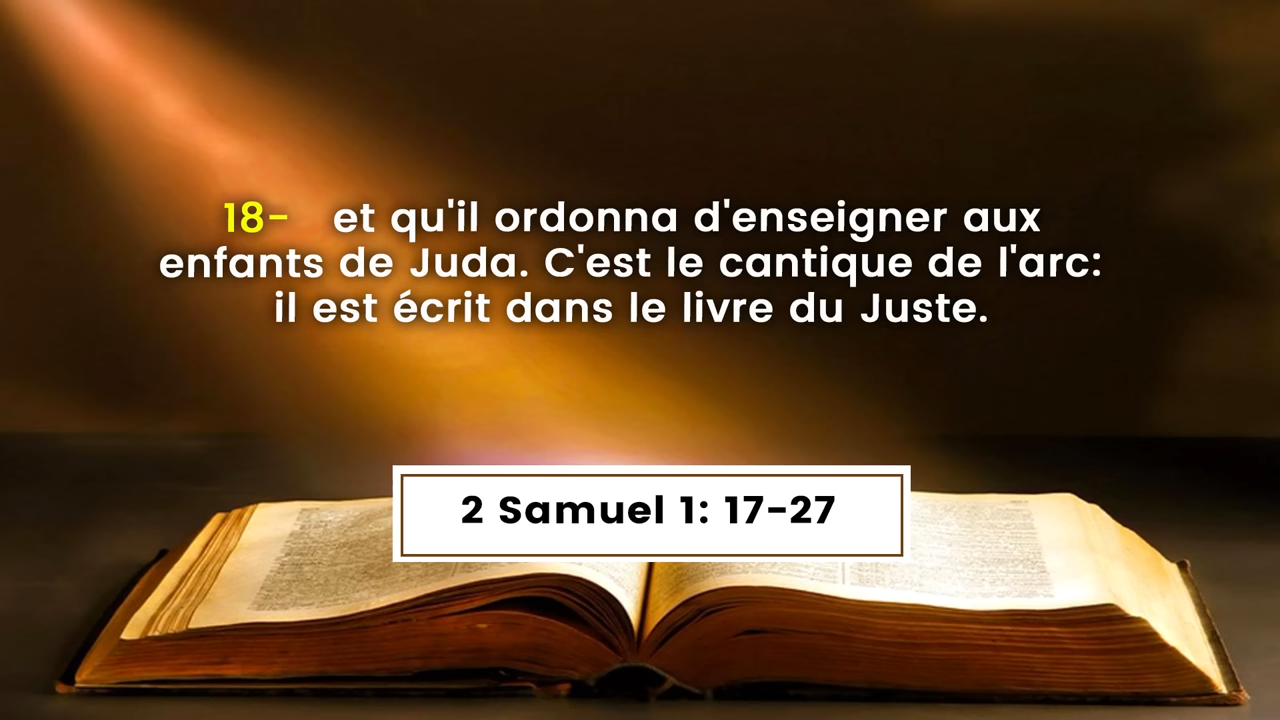 18- et qu'il ordonna d'enseigner aux
enfants de Juda. C'est le cantique de l'arc:
il est écrit dans le livre du Juste.
2 Samuel 1: 17-27